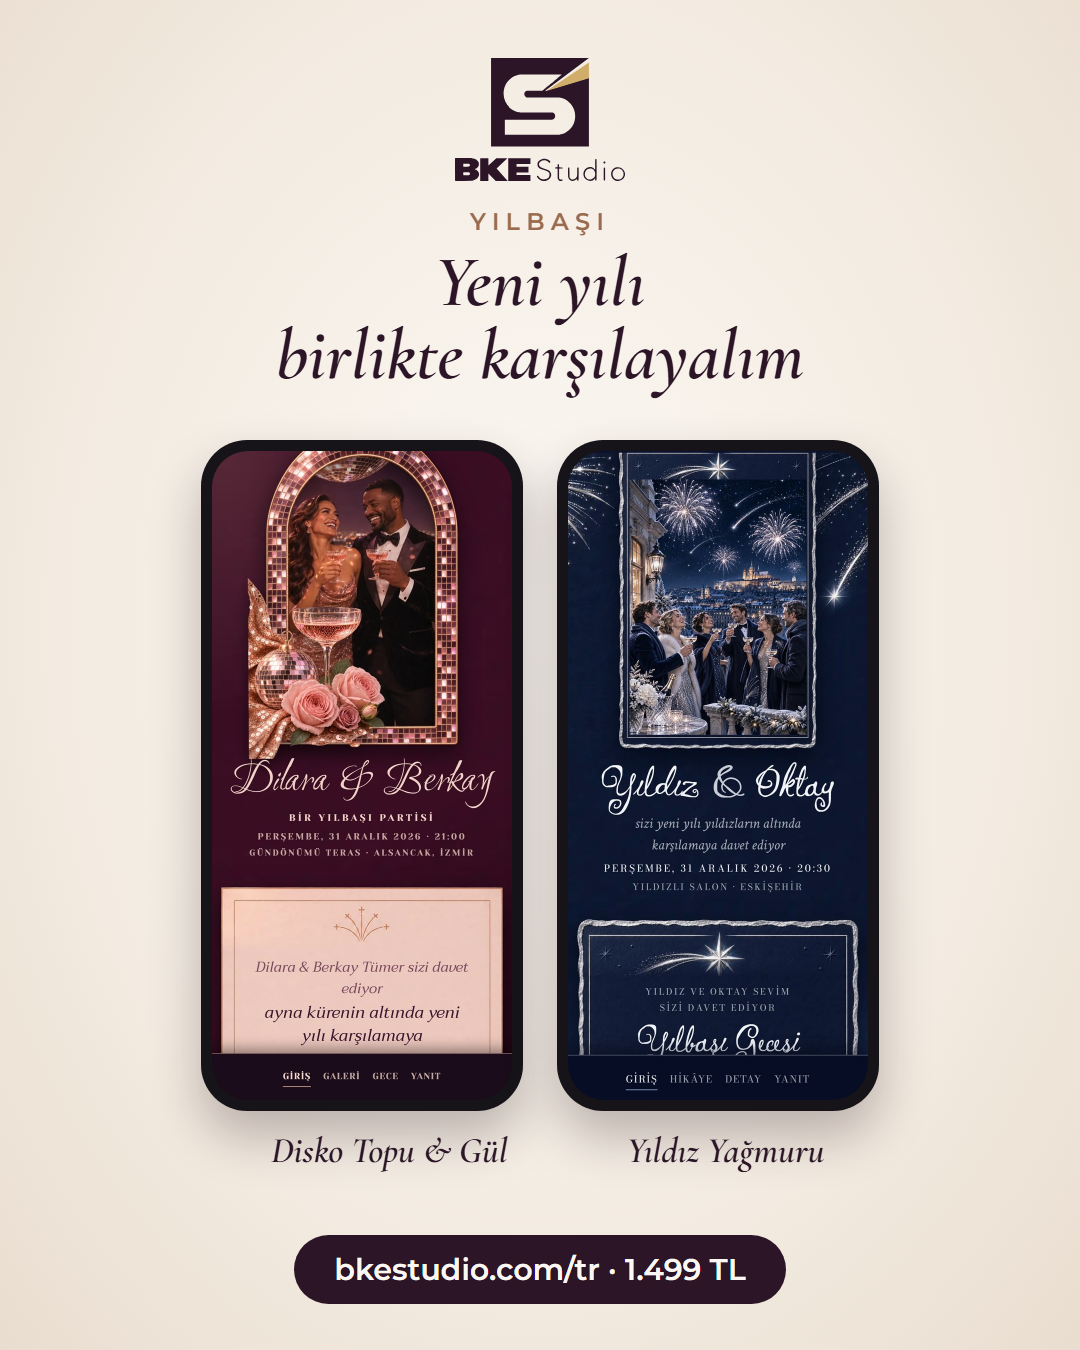 BKE Studio
YILBAŞI
Yeni yılı
birlikte karşılayalım
Dilara & Berkay
BİR YILBAŞI PARTİSİ
PERŞEMBE, 31 ARALIK 2026 · 21:00
GÜNDÖNÜMÜ TERAS · ALSANCAK, İZMİR
Dilara & Berkay Tümer sizi davet
ediyor
ayna kürenin altında yeni
yılı karşılamaya
GİRİŞ GALERİ GECE YANIT
Yıldız & Oktay
sizi yeni yılı yıldızların altında
karşılamaya davet ediyor
PERŞEMBE, 31 ARALIK 2026 · 20:30
YILDIZLI SALON · ESKİŞEHİR
YILDIZ VE OKTAY SEVİM
SİZİ DAVET EDİYOR
Yılbaşı Gecesi
GİRİŞ HİKÂYE DETAY YANIT
Disko Topu & Gül
Yıldız Yağmuru
bkestudio.com/tr · 1.499 TL